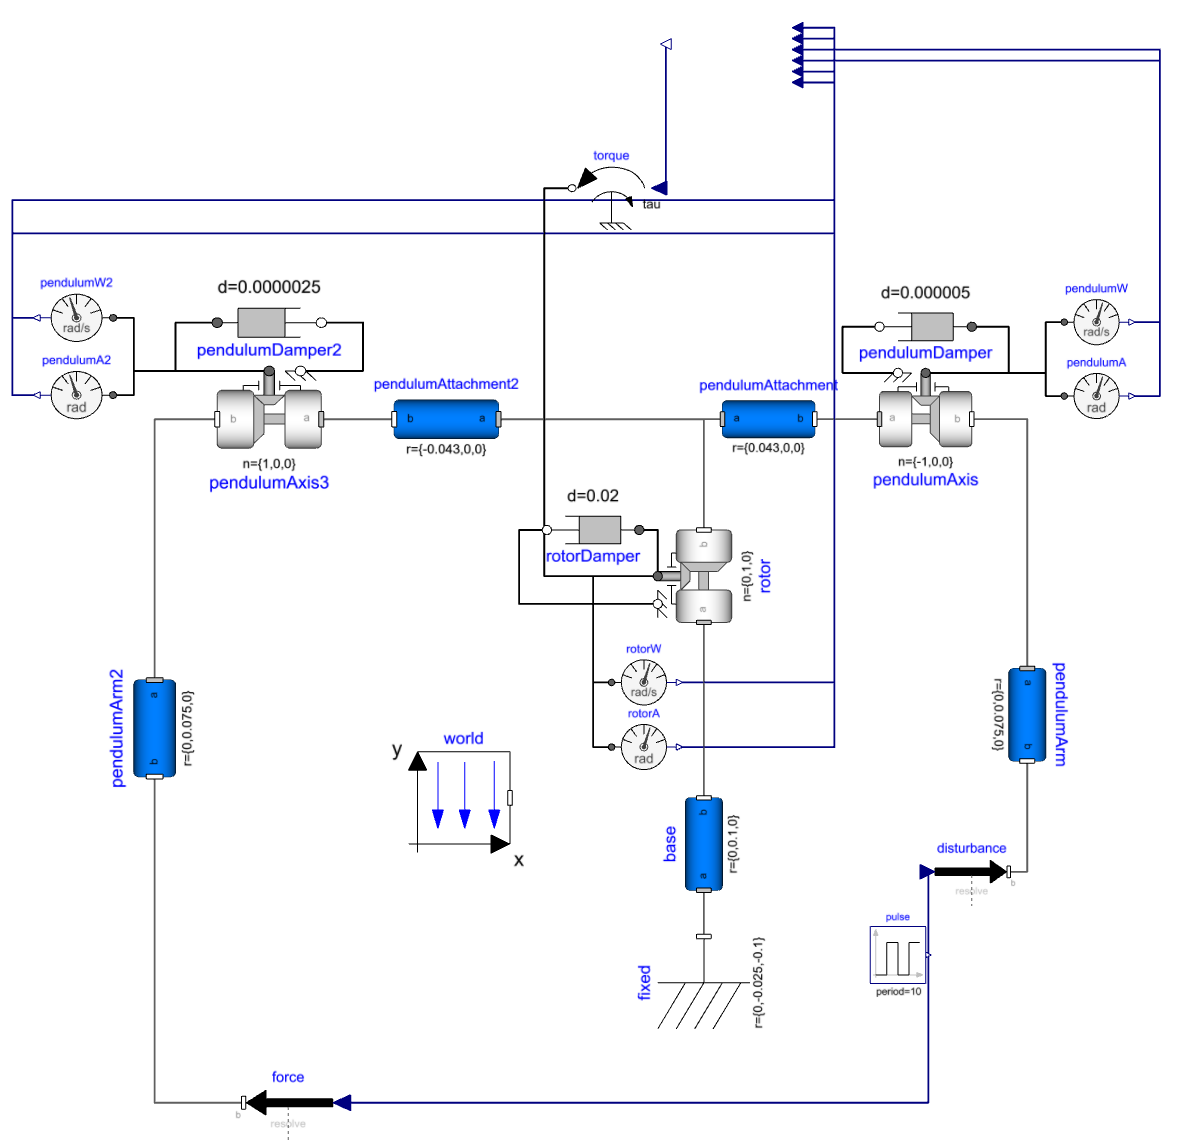 torque
tau
pendulumW2
rad/s
d=0.0000025
pendulumDamper2
pendulumA2
rad
b
a
n={1,0,0}
pendulumAxis3
pendulumAttachment2
b
a
r={-0.043,0,0}
pendulumAttachment
a
b
r={0.043,0,0}
d=0.000005
pendulumDamper
a
b
n={-1,0,0}
pendulumAxis
pendulumW
rad/s
pendulumA
rad
d=0.02
rotorDamper
b
a
n={0,1,0}
rotor
rotorW
rad/s
rotorA
rad
pendulumArm2
a
b
r={0,0.075,0}
y
world
x
base
b
a
r={0,0.1,0}
r={0,0.075,0}
a
b
pendulumArm
disturbance
b
resolve
pulse
period=10
fixed
r={0,-0.025,-0.1}
force
b
resolve